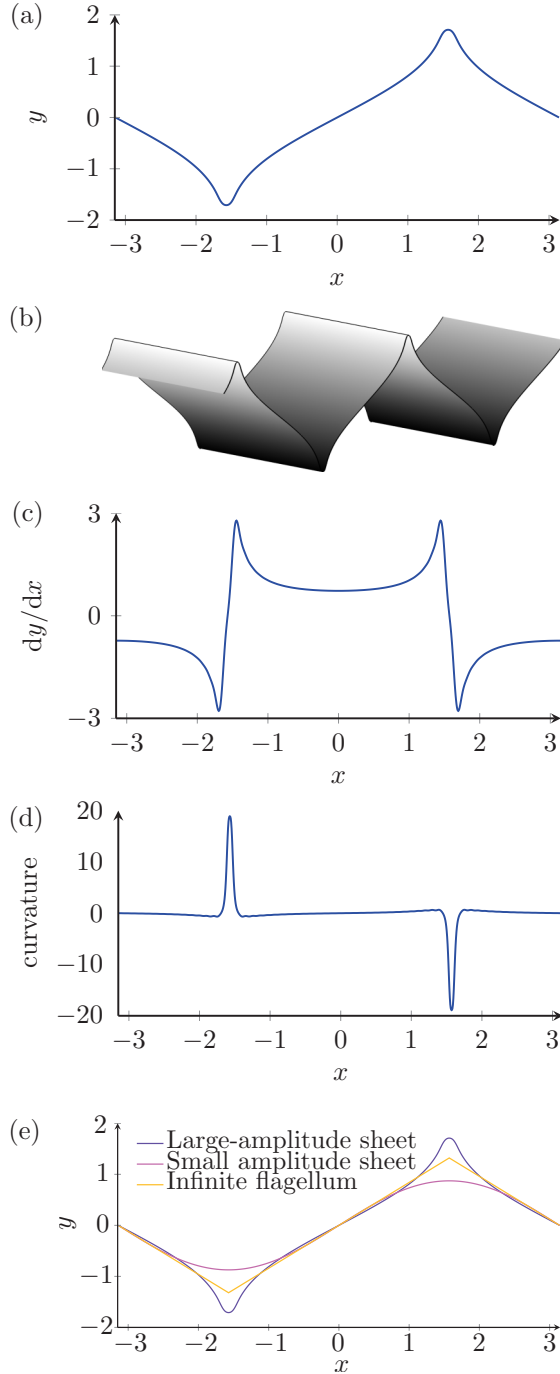 (a)
2
1
0
−1
−2
y
−3 −2 −1 0 1 2 3
x
(b)
(c)
3
0
−3
dy/dx
−3 −2 −1 0 1 2 3
x
(d)
20
10
0
−10
−20
curvature
−3 −2 −1 0 1 2 3
x
(e)
2
1
0
−1
−2
y
Large-amplitude sheet
Small amplitude sheet
Infinite flagellum
−3 −2 −1 0 1 2 3
x